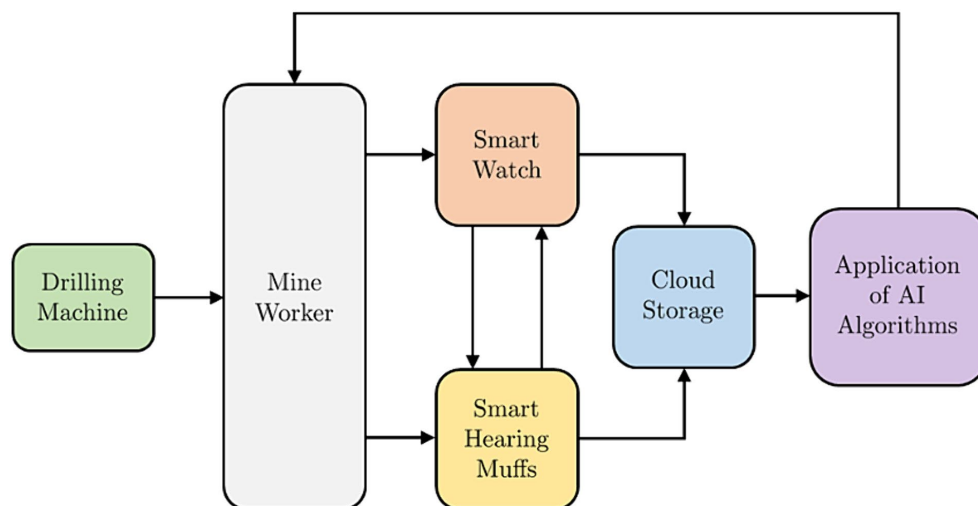 Drilling
Machine
Mine
Worker
Smart
Watch
Smart
Hearing
Muffs
Cloud
Storage
Application
of AI
Algorithms